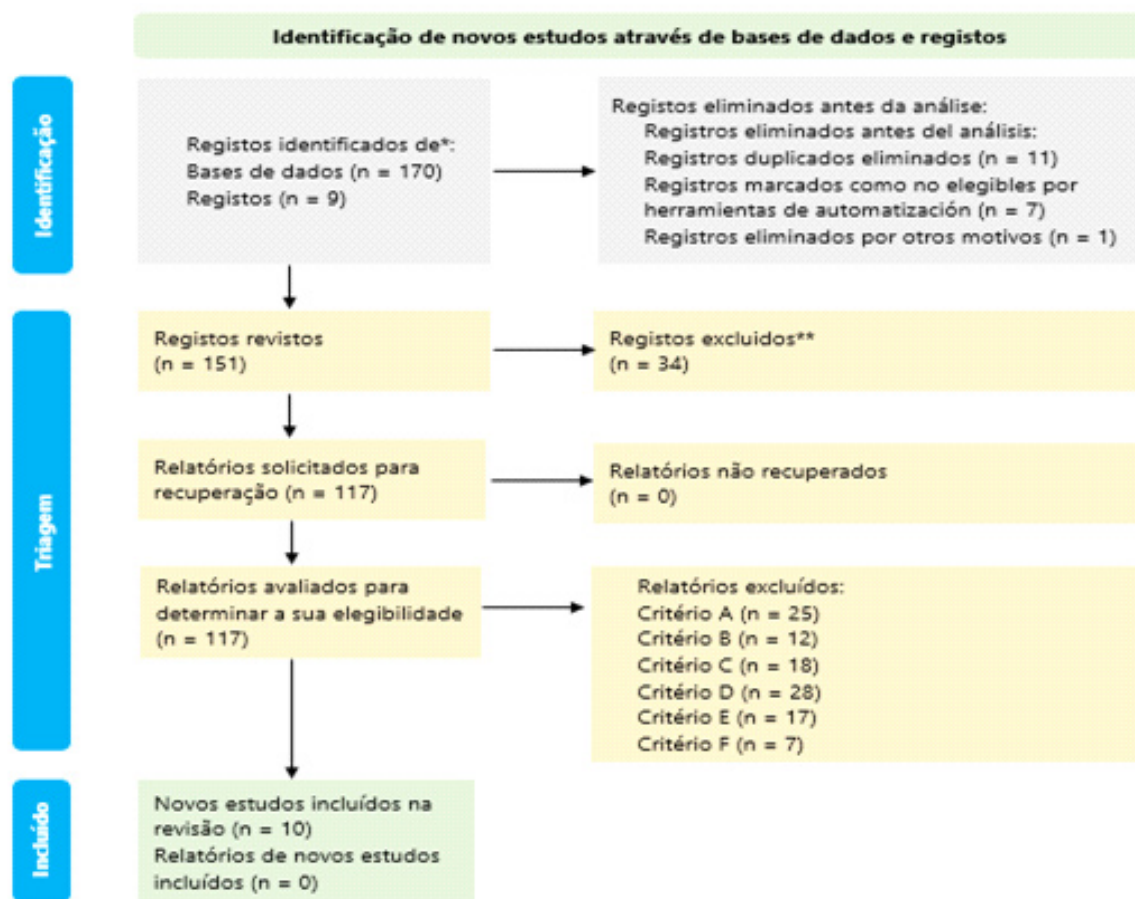 Identificação de novos estudos através de bases de dados e registos
Identificação
Registos identificados de*:
Bases de dados (n = 170)
Registos (n = 9)
Registos eliminados antes da análise:
Registros eliminados antes del análisis:
Registros duplicados eliminados (n = 11)
Registros marcados como no elegibles por
herramientas de automatización (n = 7)
Registros eliminados por otros motivos (n = 1)
Triagem
Registos revistos
(n = 151)
Registos excluidos**
(n = 34)
Relatórios solicitados para
recuperação (n = 117)
Relatórios não recuperados
(n = 0)
Relatórios avaliados para
determinar a sua elegibilidade
(n = 117)
Relatórios excluídos:
Critério A (n = 25)
Critério B (n = 12)
Critério C (n = 18)
Critério D (n = 28)
Critério E (n = 17)
Critério F (n = 7)
Incluído
Novos estudos incluídos na
revisão (n = 10)
Relatórios de novos estudos
incluídos (n = 0)